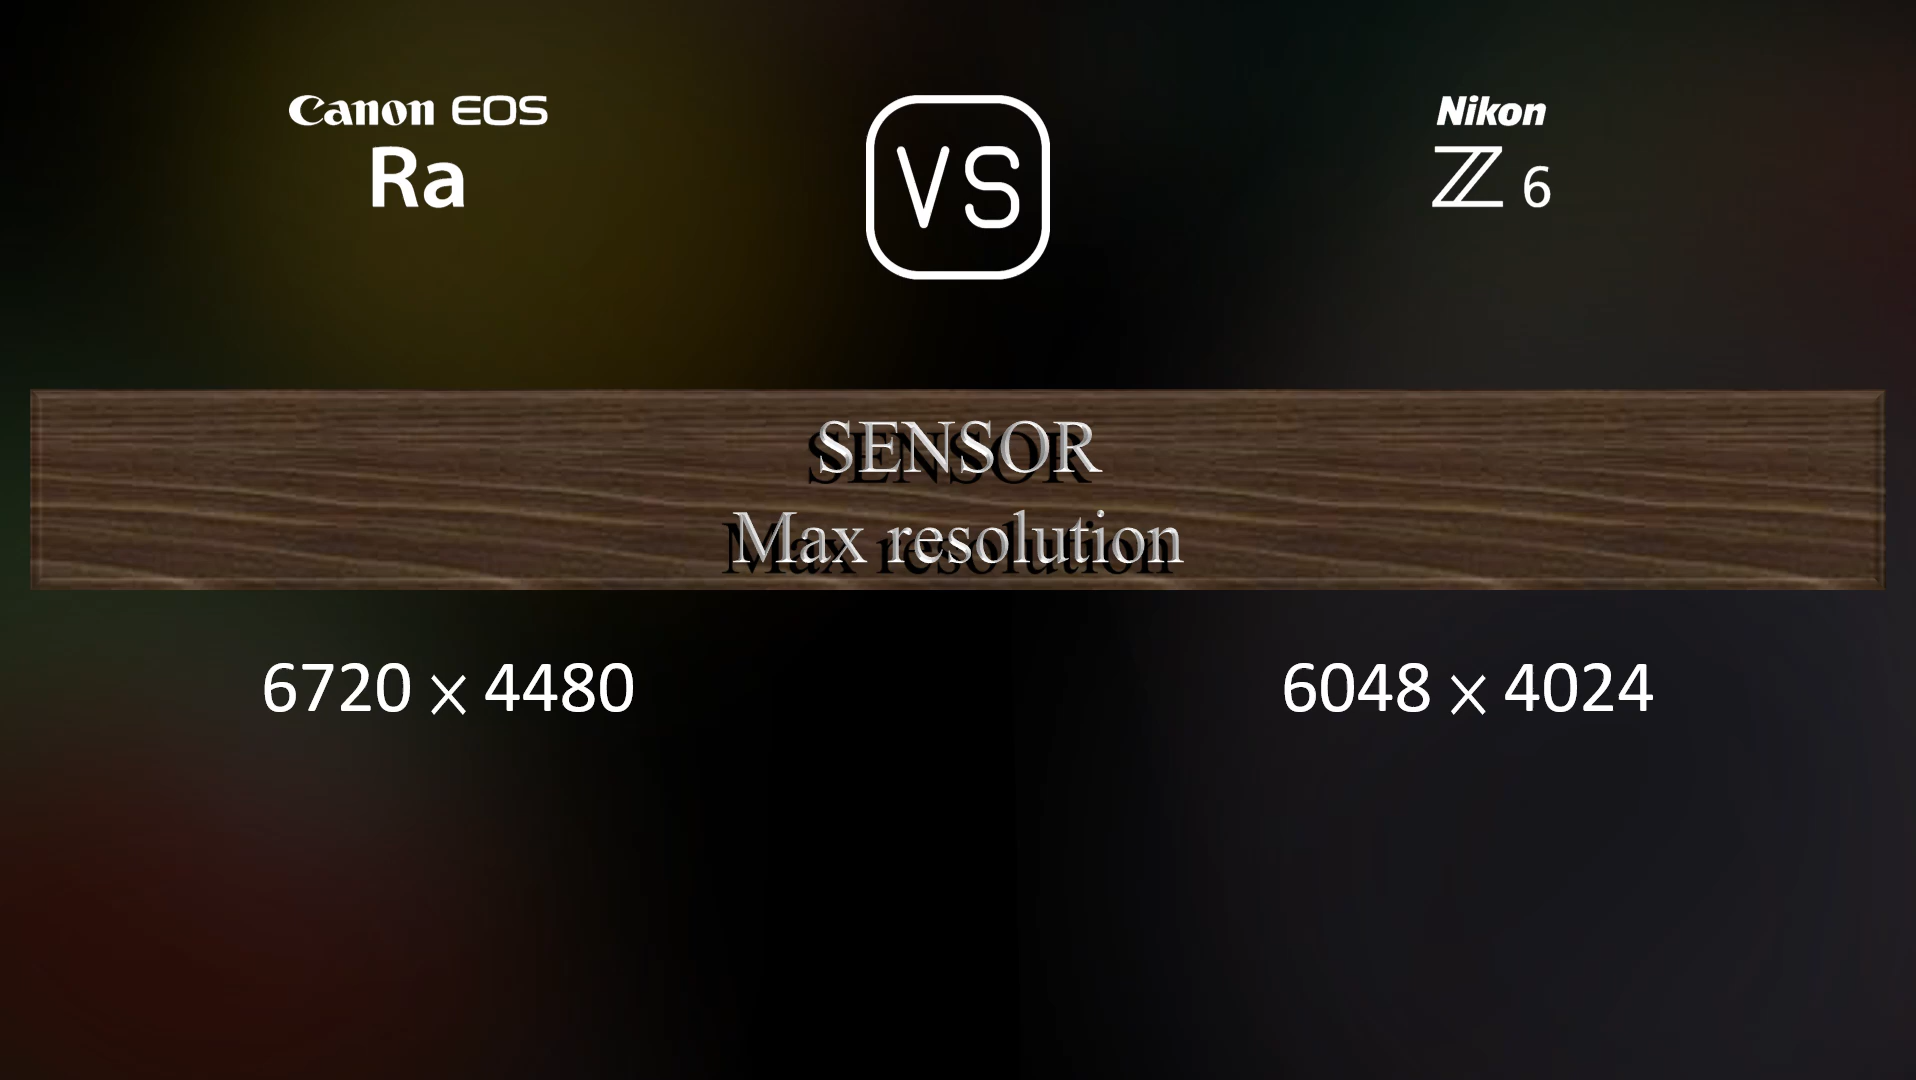 Canon EOS
Ra
VS
Nikon
Z 6
SENSOR
Max resolution
6720 x 4480
6048 x 4024